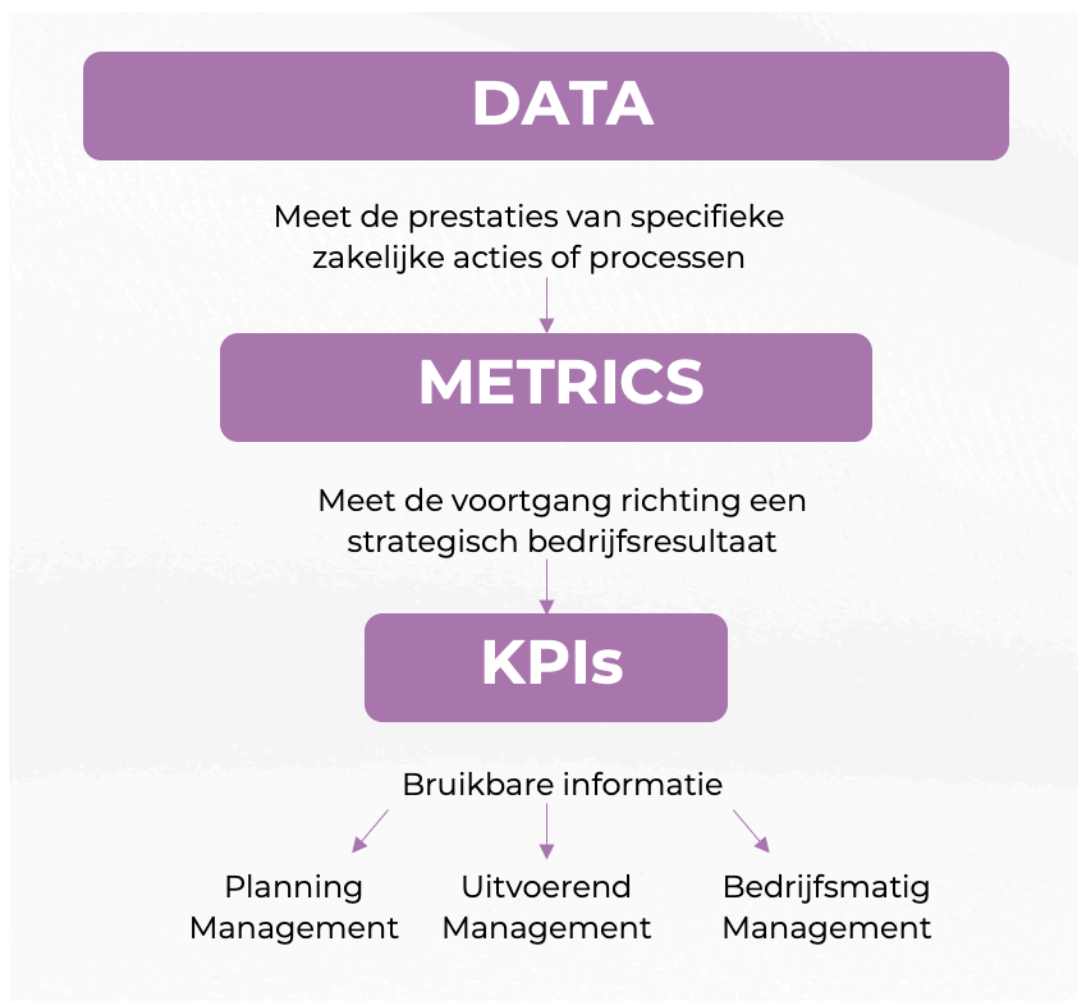 DATA
Meet de prestaties van specifieke
zakelijke acties of processen
METRICS
Meet de voortgang richting een
strategisch bedrijfsresultaat
KPIs
Bruikbare informatie
Planning
Management
Uitvoerend
Management
Bedrijfsmatig
Management